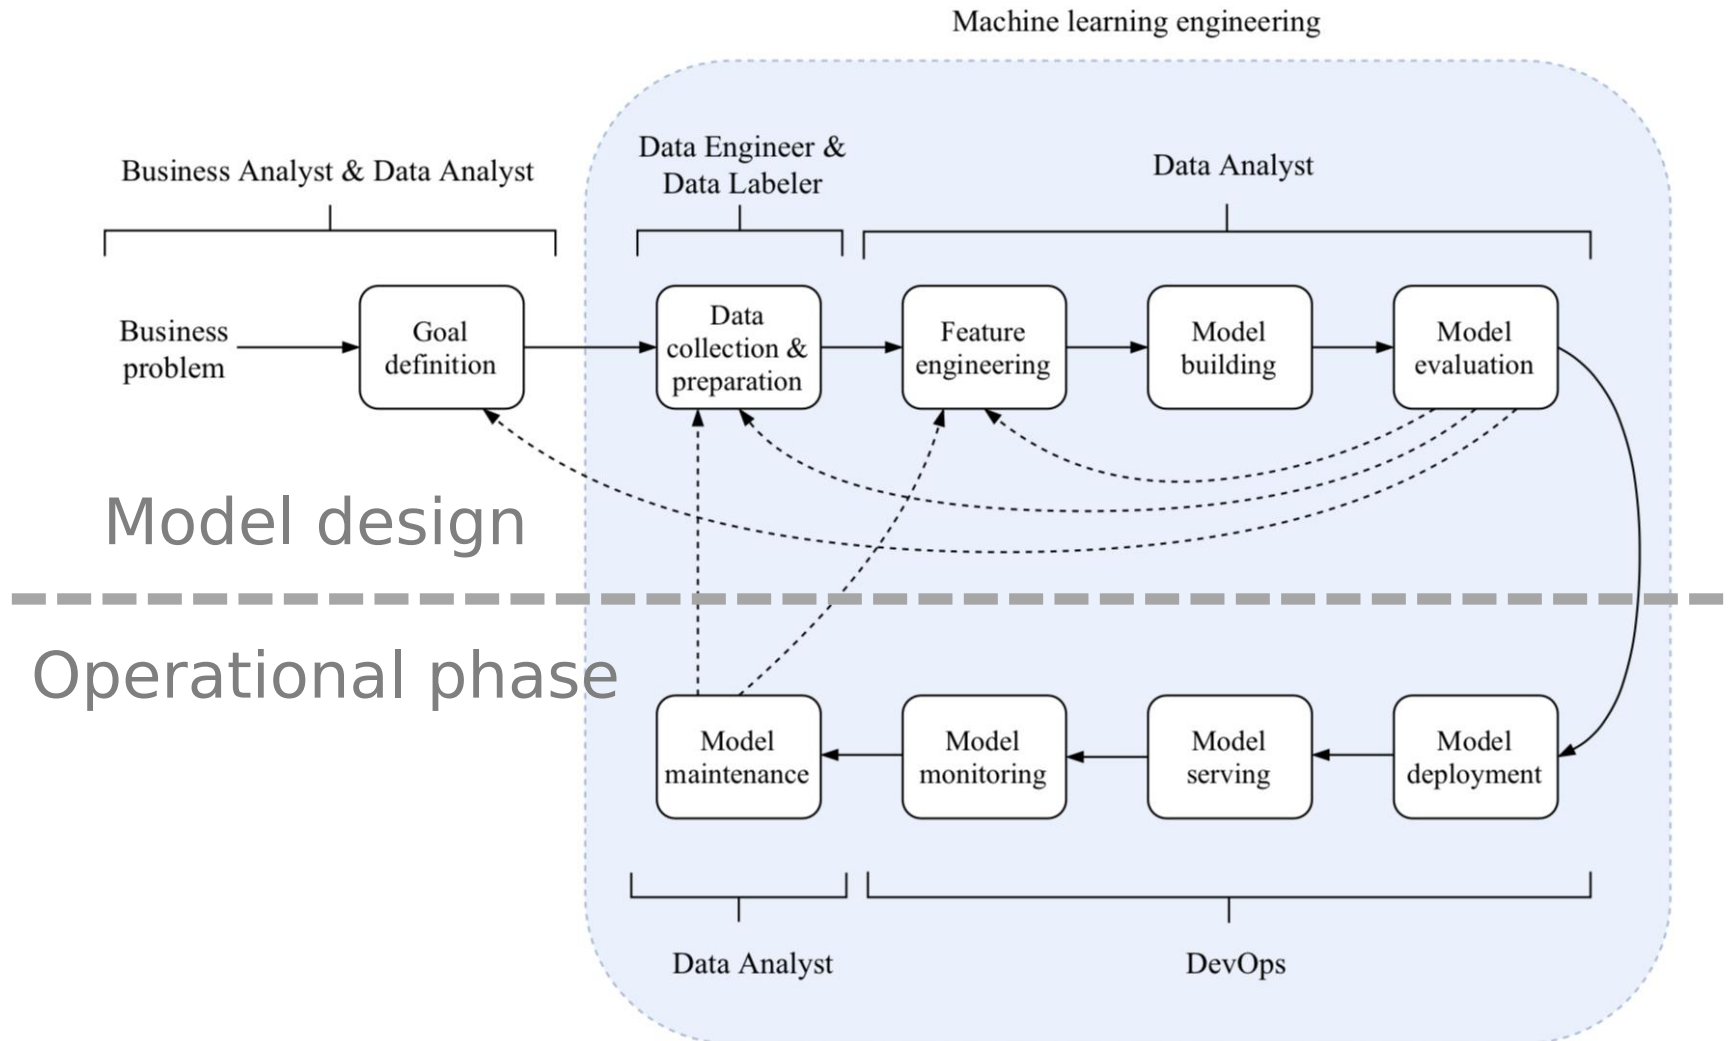 Machine learning engineering
Business Analyst & Data Analyst
Data Engineer &
Data Labeler
Data Analyst
Business
problem
Goal
definition
Data
collection &
preparation
Feature
engineering
Model
building
Model
evaluation
Model design
Operational phase
Model
maintenance
Model
monitoring
Model
serving
Model
deployment
Data Analyst
DevOps